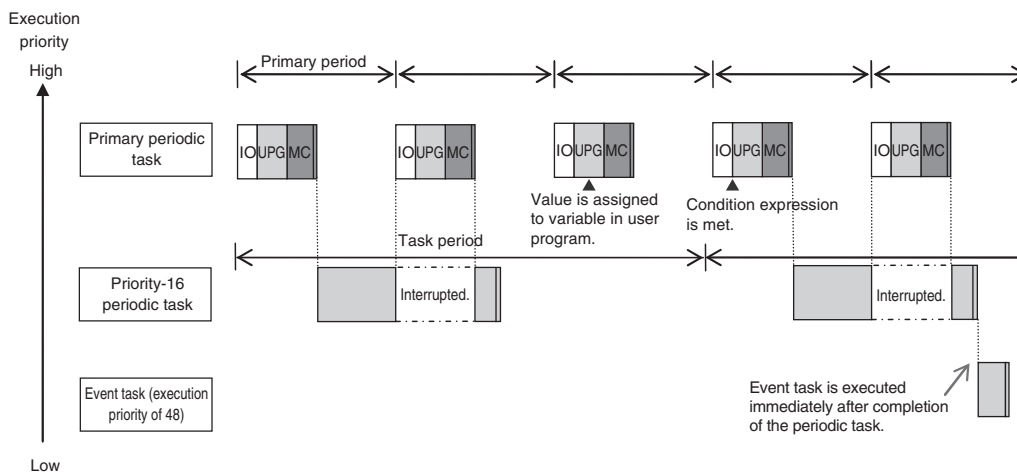 Execution
priority
High
Primary period
Primary periodic
task
IO UPG MC
IO UPG MC
IO UPG MC
IO UPG MC
IO UPG MC
Value is assigned
to variable in user
program.
Condition expression
is met.
Task period
Priority-16
periodic task
Interrupted.
Interrupted.
Event task (execution
priority of 48)
Event task is executed
immediately after completion
of the periodic task.
Low